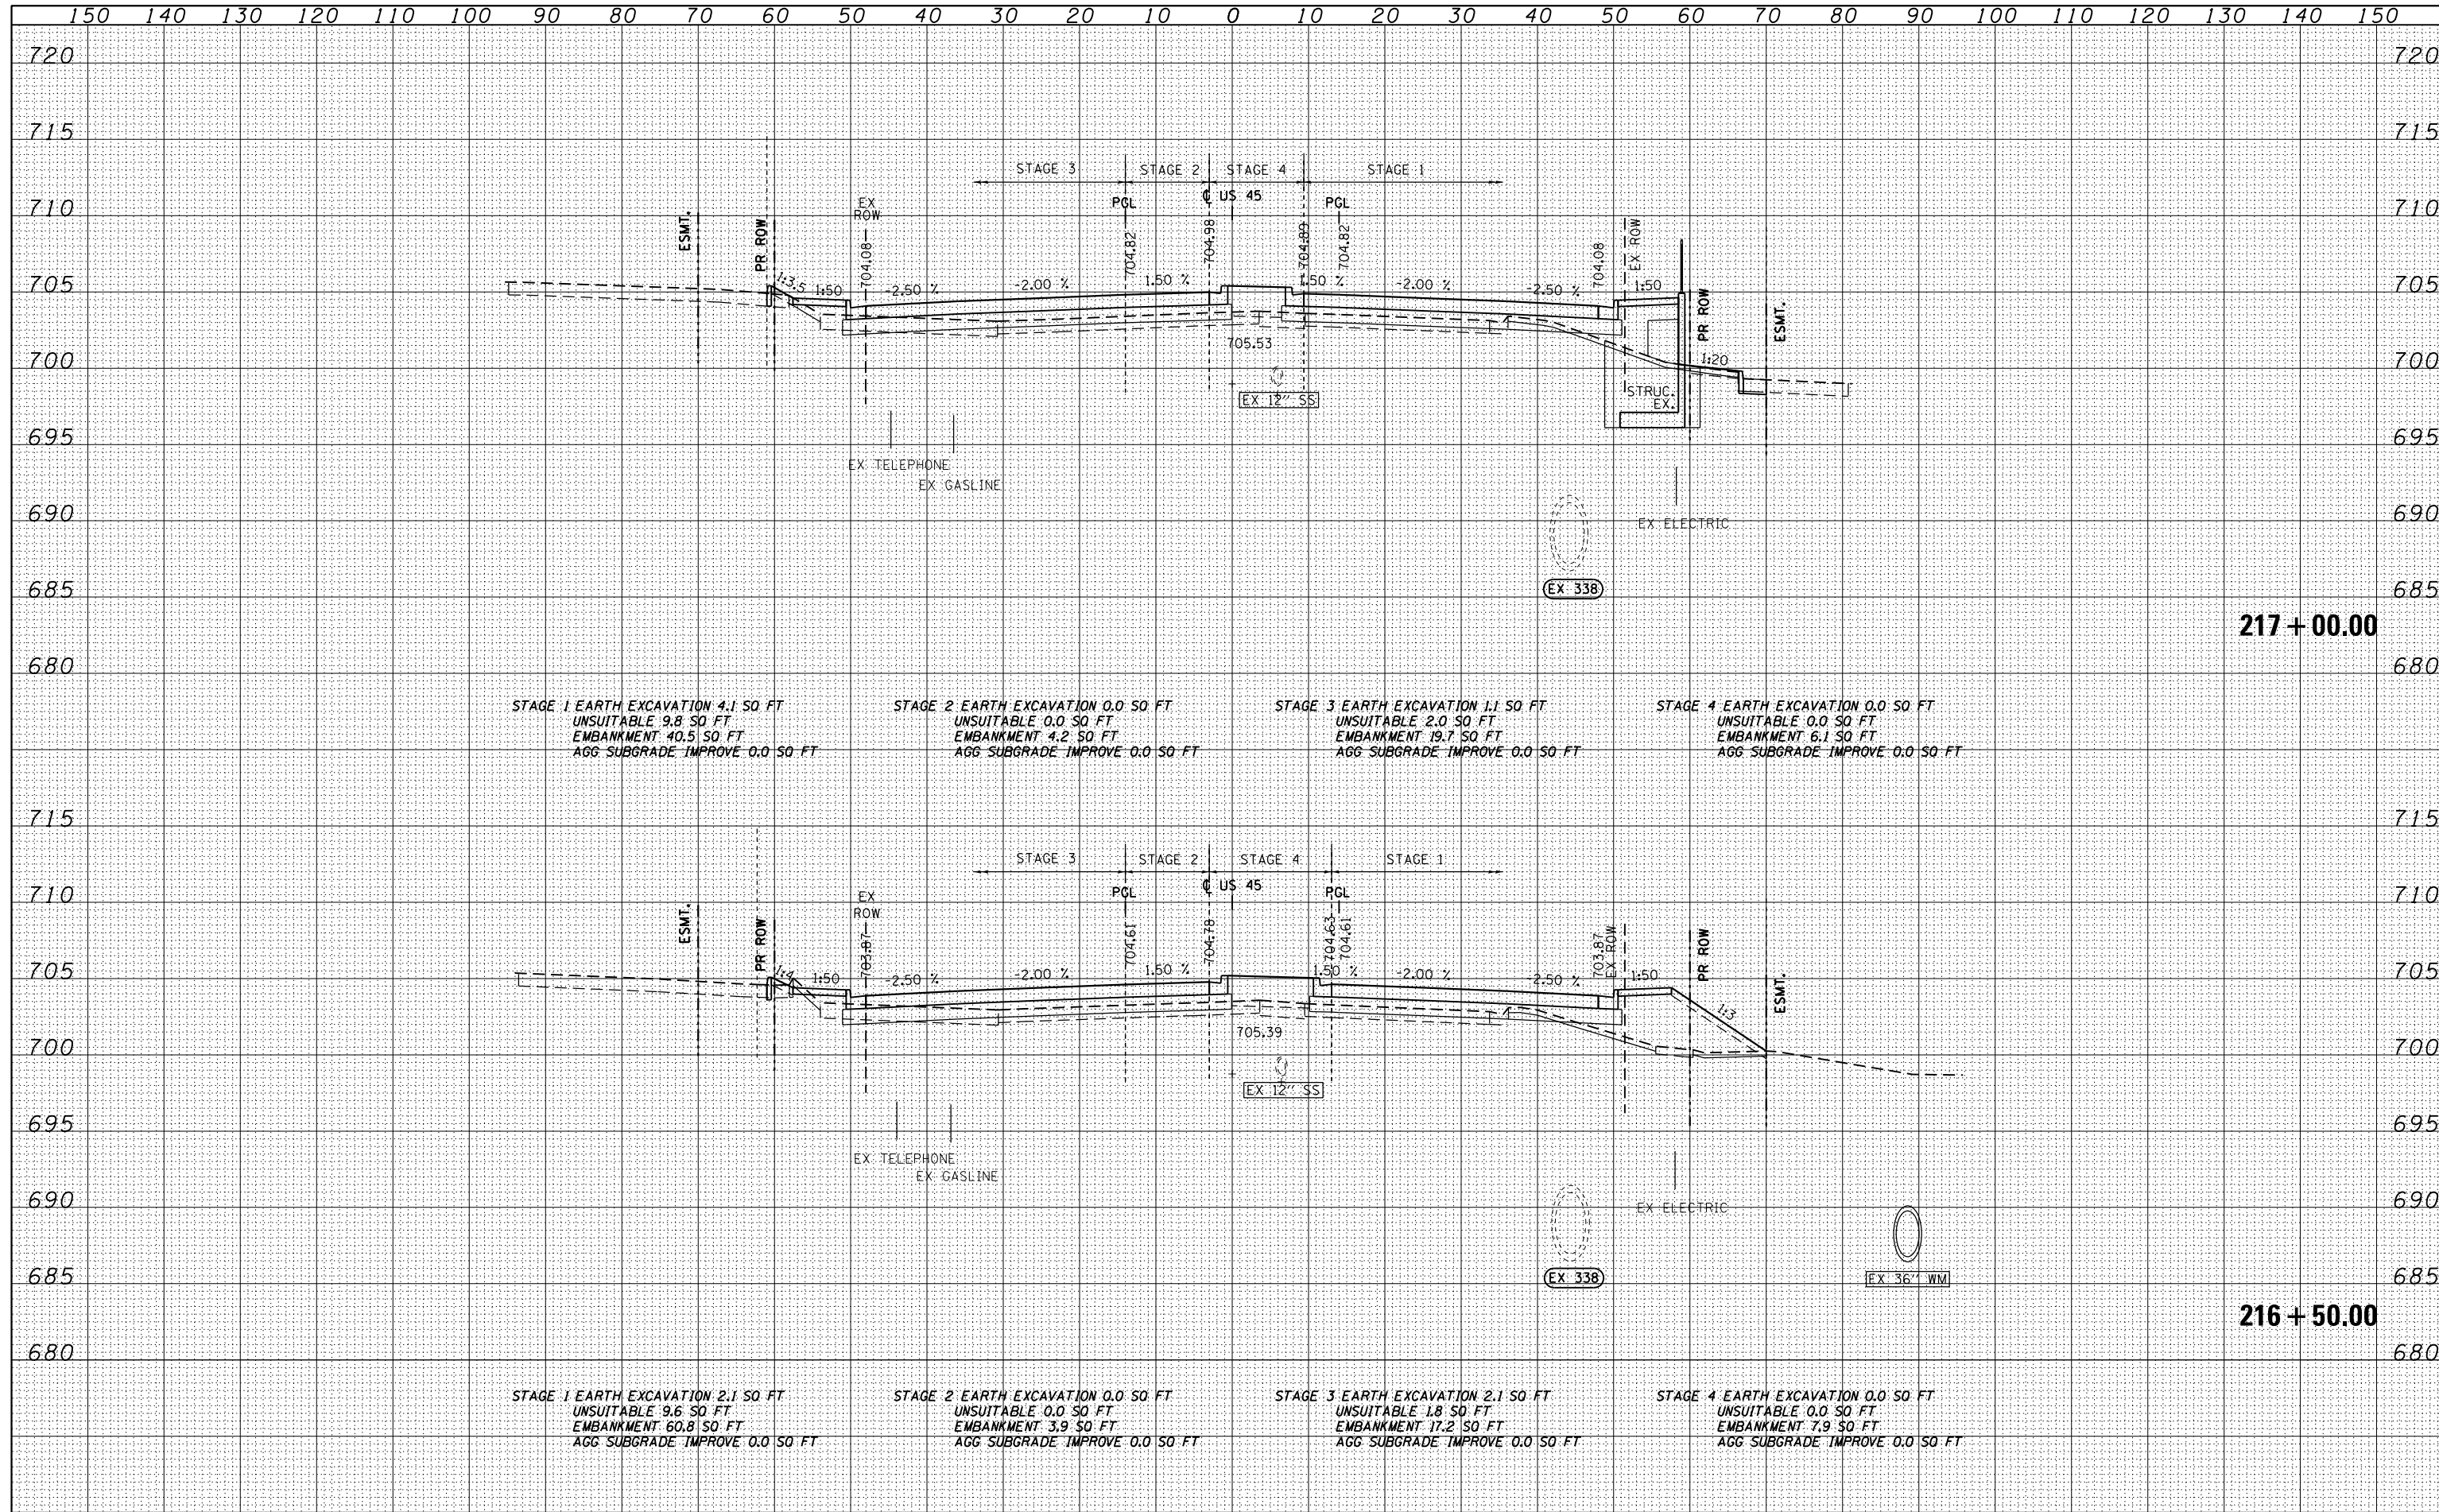 150 140 130 120 110 100 90 80 70 60 50 40 30 20 10 0 10 20 30 40 50 60 70 80 90 100 110 120 130 140 150
720 720
715 715
STAGE 3 STAGE 2 STAGE 4 STAGE 1
710 710
ESMT. PR ROW EX ROW PGL ℄ US 45 PGL EX ROW PR ROW ESMT.
704.08 704.82 704.98 704.89 704.82 704.08
705 705
1:3.5 1:50 -2.50 % -2.00 % 1.50 % 1.50 % -2.00 % -2.50 % 1:50
705.53
700 1:20 700
EX 12" SS STRUC. EX.
695 695
EX TELEPHONE
EX GASLINE
690 EX ELECTRIC 690
685 EX 338 685
217 + 00.00
680 680
STAGE 1 EARTH EXCAVATION 4.1 SQ FT
UNSUITABLE 9.8 SQ FT
EMBANKMENT 40.5 SQ FT
AGG SUBGRADE IMPROVE 0.0 SQ FT
STAGE 2 EARTH EXCAVATION 0.0 SQ FT
UNSUITABLE 0.0 SQ FT
EMBANKMENT 4.2 SQ FT
AGG SUBGRADE IMPROVE 0.0 SQ FT
STAGE 3 EARTH EXCAVATION 1.1 SQ FT
UNSUITABLE 2.0 SQ FT
EMBANKMENT 19.7 SQ FT
AGG SUBGRADE IMPROVE 0.0 SQ FT
STAGE 4 EARTH EXCAVATION 0.0 SQ FT
UNSUITABLE 0.0 SQ FT
EMBANKMENT 6.1 SQ FT
AGG SUBGRADE IMPROVE 0.0 SQ FT
715 715
STAGE 3 STAGE 2 STAGE 4 STAGE 1
710 710
ESMT. PR ROW EX ROW PGL ℄ US 45 PGL EX ROW PR ROW ESMT.
703.87 704.61 704.78 704.63 704.61 703.87
705 705
1:4 1:50 -2.50 % -2.00 % 1.50 % 1.50 % -2.00 % -2.50 % 1:50
1:3
705.39
700 700
EX 12" SS
695 695
EX TELEPHONE
EX GASLINE
690 EX ELECTRIC 690
685 EX 338 EX 36" WM 685
216 + 50.00
680 680
STAGE 1 EARTH EXCAVATION 2.1 SQ FT
UNSUITABLE 9.6 SQ FT
EMBANKMENT 60.8 SQ FT
AGG SUBGRADE IMPROVE 0.0 SQ FT
STAGE 2 EARTH EXCAVATION 0.0 SQ FT
UNSUITABLE 0.0 SQ FT
EMBANKMENT 3.9 SQ FT
AGG SUBGRADE IMPROVE 0.0 SQ FT
STAGE 3 EARTH EXCAVATION 2.1 SQ FT
UNSUITABLE 1.8 SQ FT
EMBANKMENT 17.2 SQ FT
AGG SUBGRADE IMPROVE 0.0 SQ FT
STAGE 4 EARTH EXCAVATION 0.0 SQ FT
UNSUITABLE 0.0 SQ FT
EMBANKMENT 7.9 SQ FT
AGG SUBGRADE IMPROVE 0.0 SQ FT